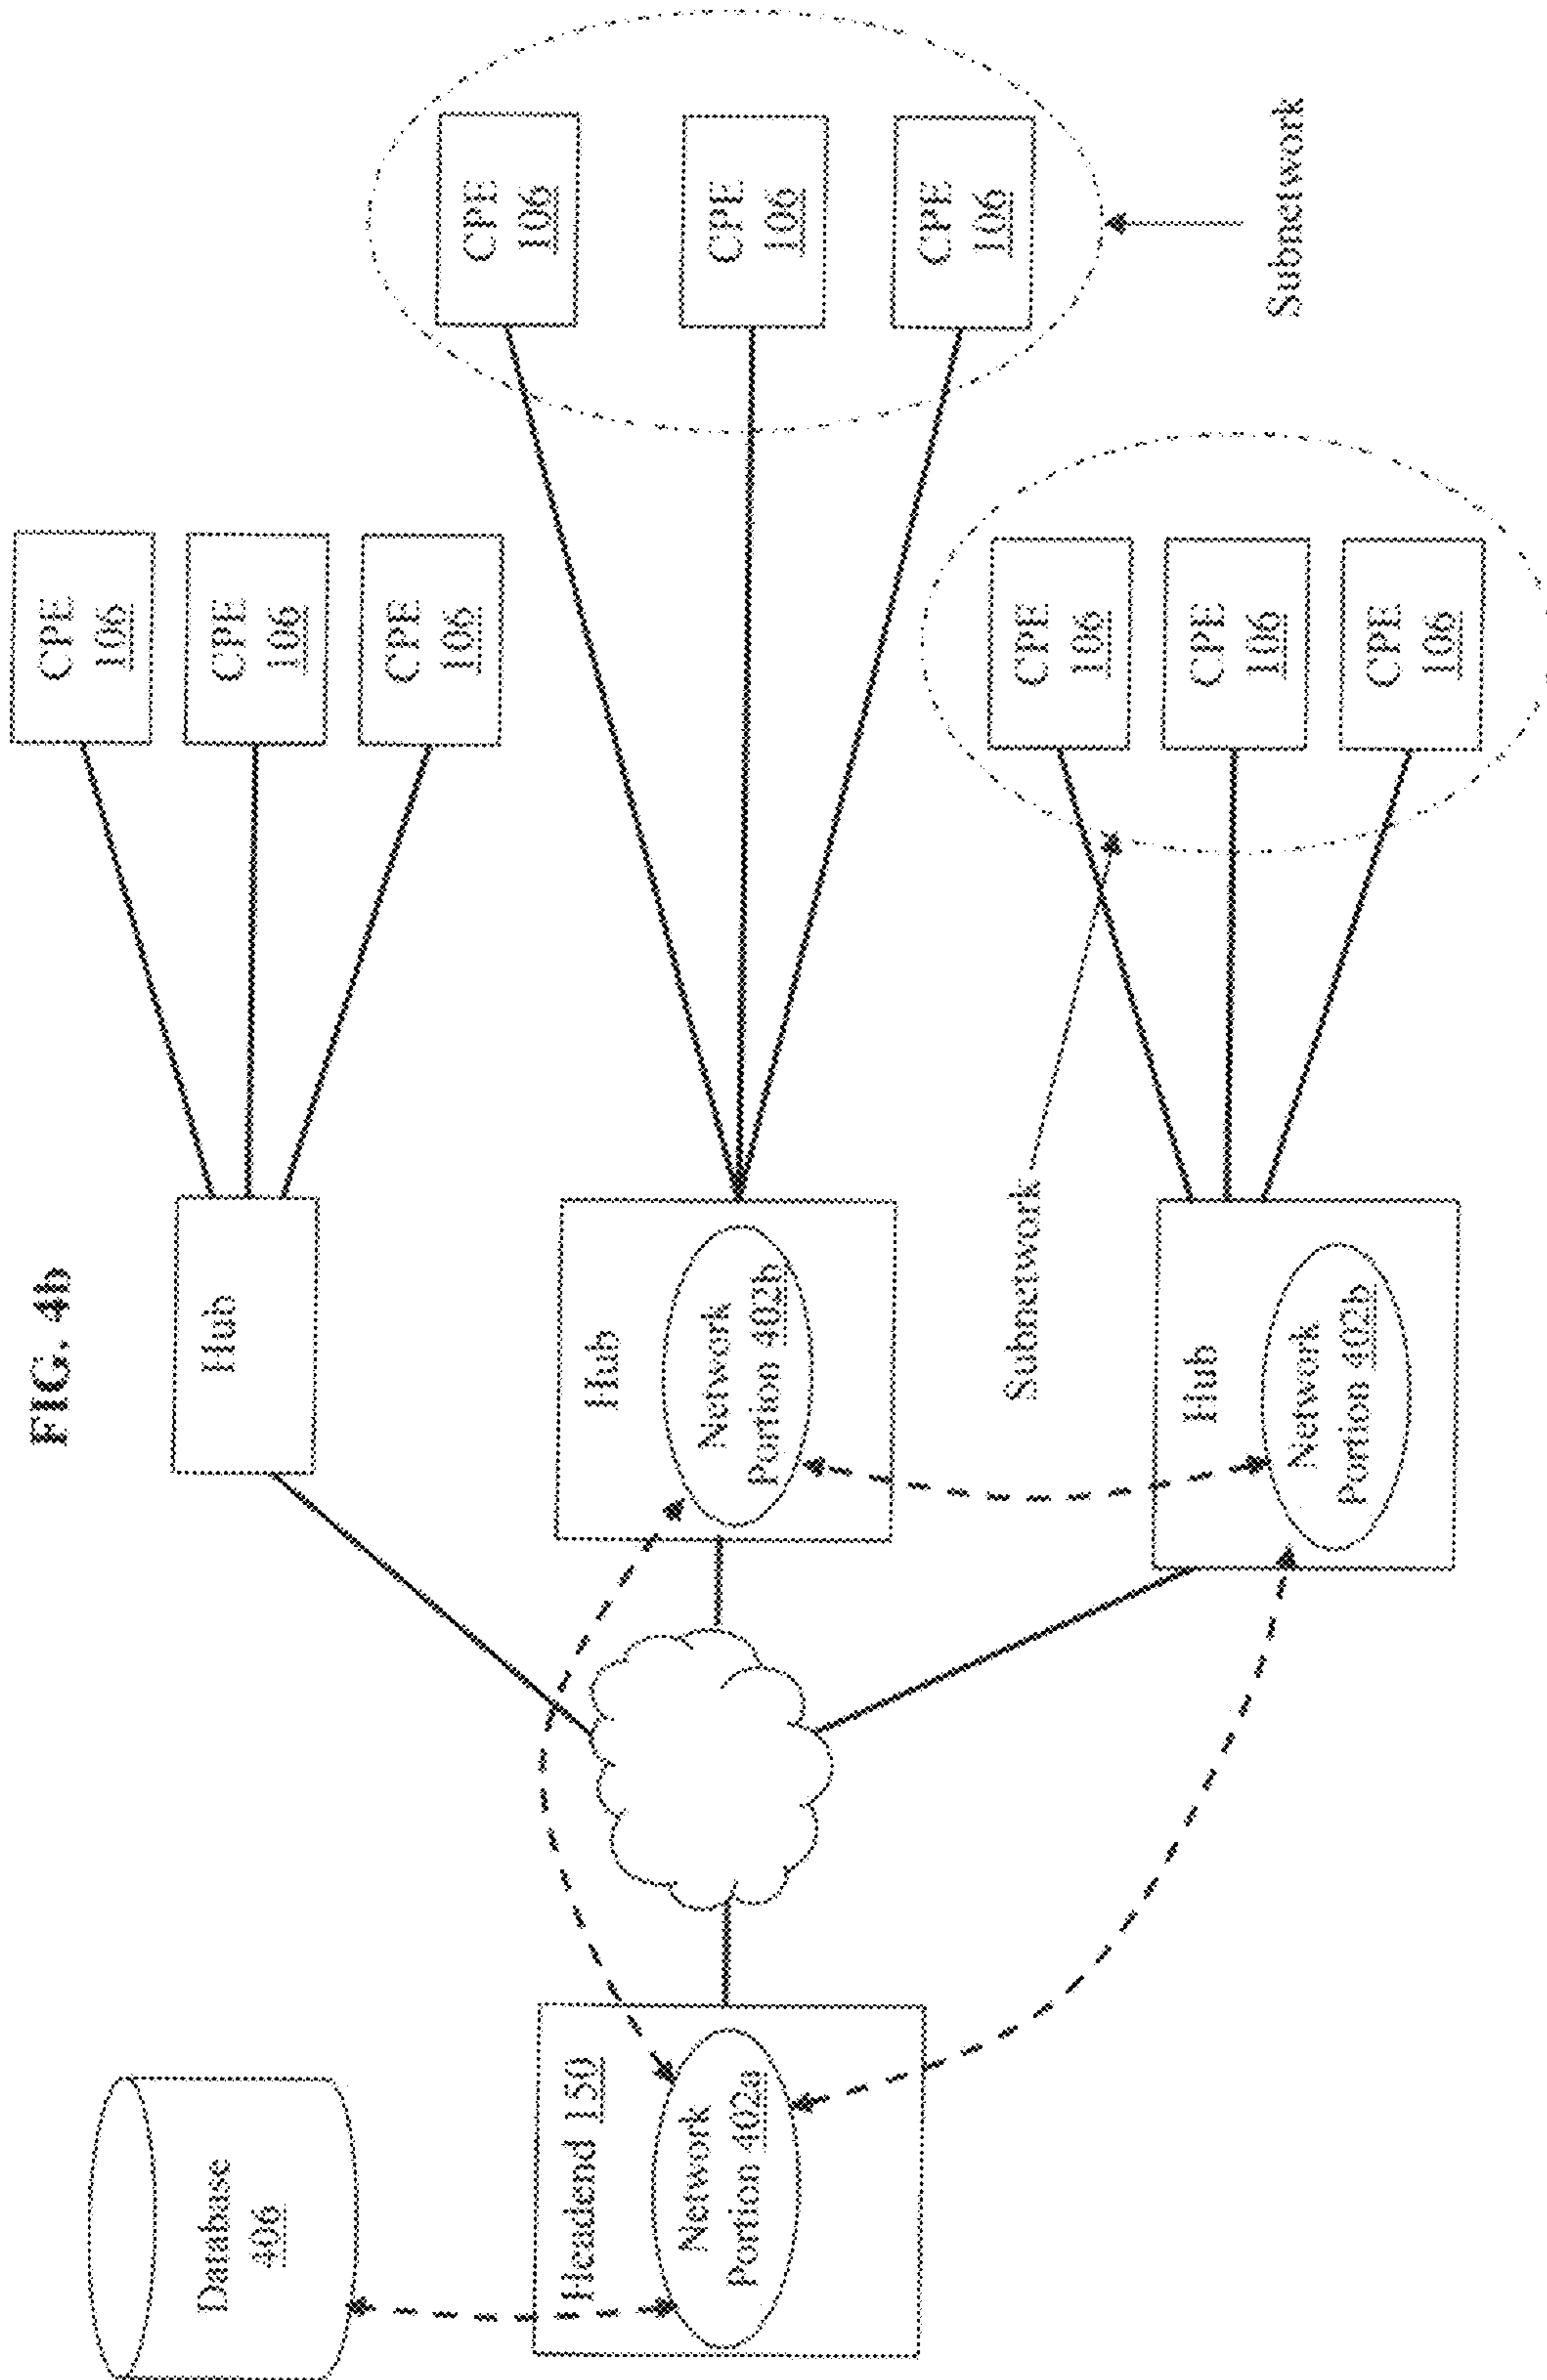 FIG. 4b
Database
406
Headend 150
Network
Portion 402a
Hub
CPE
106
CPE
106
CPE
106
Hub
Network
Portion 402b
CPE
106
CPE
106
CPE
106
Subnetwork
Subnetwork
Hub
Network
Portion 402b
CPE
106
CPE
106
CPE
106